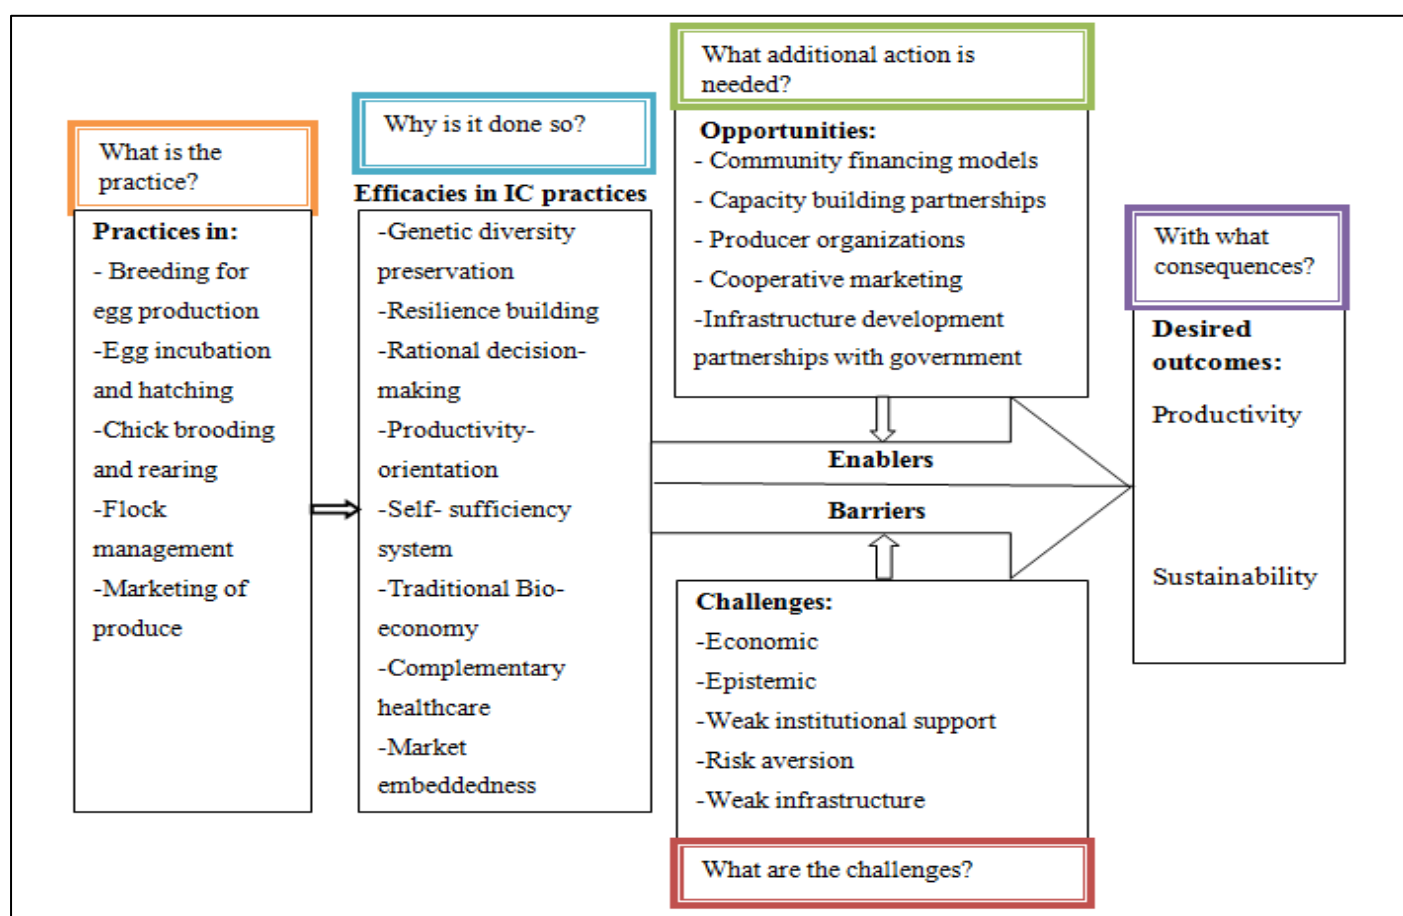 What is the
practice?
Practices in:
- Breeding for
egg production
-Egg incubation
and hatching
-Chick brooding
and rearing
-Flock
management
-Marketing of
produce
Why is it done so?
Efficacies in IC practices
-Genetic diversity
preservation
-Resilience building
-Rational decision-
making
-Productivity-
orientation
-Self- sufficiency
system
-Traditional Bio-
economy
-Complementary
healthcare
-Market
embeddedness
What additional action is
needed?
Opportunities:
- Community financing models
- Capacity building partnerships
- Producer organizations
- Cooperative marketing
-Infrastructure development
partnerships with government
Enablers
Barriers
Challenges:
-Economic
-Epistemic
-Weak institutional support
-Risk aversion
-Weak infrastructure
What are the challenges?
With what
consequences?
Desired
outcomes:
Productivity
Sustainability